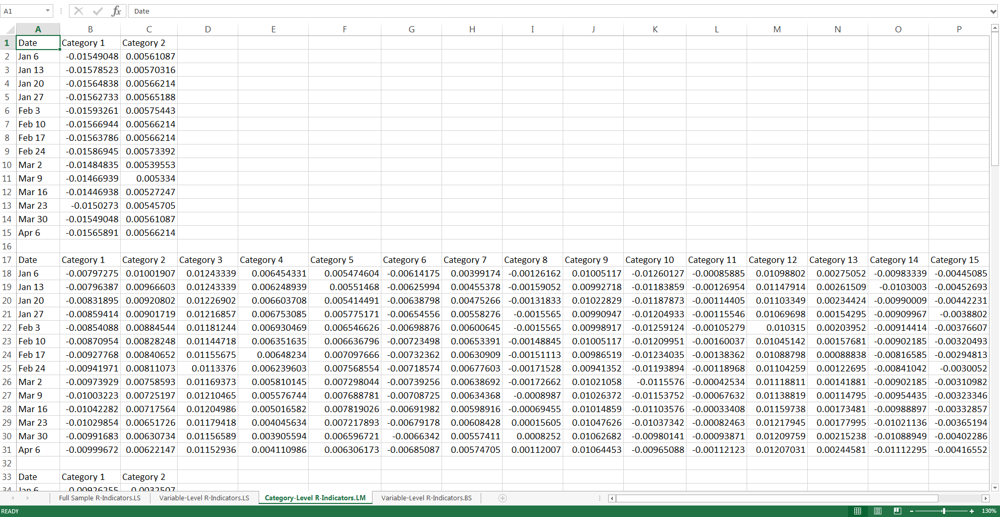 A1 fx Date
A B C D E F G H I J K L M N O P
1 Date Category 1 Category 2
2 Jan 6 -0.01549048 0.00561087
3 Jan 13 -0.01578523 0.00570316
4 Jan 20 -0.01564838 0.00566214
5 Jan 27 -0.01562733 0.00565188
6 Feb 3 -0.01593261 0.00575443
7 Feb 10 -0.01566944 0.00566214
8 Feb 17 -0.01563786 0.00566214
9 Feb 24 -0.01586945 0.00573392
10 Mar 2 -0.01484835 0.00539553
11 Mar 9 -0.01466939 0.005334
12 Mar 16 -0.01446938 0.00527247
13 Mar 23 -0.0150273 0.00545705
14 Mar 30 -0.01549048 0.00561087
15 Apr 6 -0.01565891 0.00566214
16
17 Date Category 1 Category 2 Category 3 Category 4 Category 5 Category 6 Category 7 Category 8 Category 9 Category 10 Category 11 Category 12 Category 13 Category 14 Category 15
18 Jan 6 -0.00797275 0.01001907 0.01243339 0.006454331 0.005474604 -0.00614175 0.00399174 -0.00126162 0.01005117 -0.01260127 -0.00085885 0.01098802 0.00275052 -0.00983339 -0.00445085
19 Jan 13 -0.00796387 0.00966603 0.01243339 0.006248939 0.00551468 -0.00625994 0.00455378 -0.00159052 0.00992718 -0.01183859 -0.00126954 0.01147914 0.00261509 -0.0103003 -0.00452693
20 Jan 20 -0.00831895 0.00920802 0.01226902 0.006603708 0.005414491 -0.00638798 0.00475266 -0.00131833 0.01022829 -0.01187873 -0.00114405 0.01103349 0.00234424 -0.00990009 -0.00442231
21 Jan 27 -0.00859414 0.00901719 0.01216857 0.006753085 0.005775171 -0.00654556 0.00558276 -0.0015565 0.00990947 -0.01204933 -0.00115546 0.01069698 0.00154295 -0.00909967 -0.0038802
22 Feb 3 -0.00854088 0.00884544 0.01181244 0.006930469 0.006546626 -0.00698876 0.00600645 -0.0015565 0.00998917 -0.01259124 -0.00105279 0.010315 0.00203952 -0.00914414 -0.00376607
23 Feb 10 -0.00870954 0.00828248 0.01144718 0.006351635 0.006636796 -0.00723498 0.00653391 -0.00148845 0.01005117 -0.01209951 -0.00160037 0.01045142 0.00157681 -0.00902185 -0.00320493
24 Feb 17 -0.00927768 0.00840652 0.01155675 0.00648234 0.007097666 -0.00732362 0.00630909 -0.00151113 0.00986519 -0.01234035 -0.00138362 0.01088798 0.00088838 -0.00816585 -0.00294813
25 Feb 24 -0.00941971 0.00811073 0.0113376 0.006239603 0.007568554 -0.00718574 0.00677603 -0.00171528 0.00941352 -0.01193894 -0.00118968 0.01104259 0.00122695 -0.00841042 -0.0030052
26 Mar 2 -0.00973929 0.00758593 0.01169373 0.005810145 0.007298044 -0.00739256 0.00638692 -0.00172662 0.01021058 -0.0115576 -0.00042534 0.01118811 0.00141881 -0.00902185 -0.00310982
27 Mar 9 -0.01003223 0.00725197 0.01210465 0.005576744 0.007688781 -0.00708725 0.00634368 -0.0008987 0.01026372 -0.01153752 -0.00067632 0.01138819 0.00114795 -0.00954435 -0.00323346
28 Mar 16 -0.01042282 0.00717564 0.01204986 0.005016582 0.007819026 -0.00691982 0.00598916 -0.00069455 0.01014859 -0.01103576 -0.00033408 0.01159738 0.00173481 -0.00988897 -0.00332857
29 Mar 23 -0.01029854 0.00651726 0.01179418 0.004045634 0.007217893 -0.00679178 0.00608428 0.00015605 0.01047626 -0.01037342 -0.00082463 0.01217945 0.00177995 -0.01021136 -0.00365194
30 Mar 30 -0.00991683 0.00630734 0.01156589 0.003905594 0.006596721 -0.0066342 0.00557411 0.0008252 0.01062682 -0.00980141 -0.00093871 0.01209759 0.00215238 -0.01088949 -0.00402286
31 Apr 6 -0.00999672 0.00622147 0.01152936 0.004110986 0.006306173 -0.00685087 0.00574705 0.00112007 0.01064453 -0.00965088 -0.00112123 0.01207031 0.00244581 -0.01112295 -0.00416552
32
33 Date Category 1 Category 2
34 Jan 6 0.00926255 0.0032507
Full Sample R-Indicators.LS Variable-Level R-Indicators.LS Category-Level R-Indicators.LM Variable-Level R-Indicators.BS
READY 130%